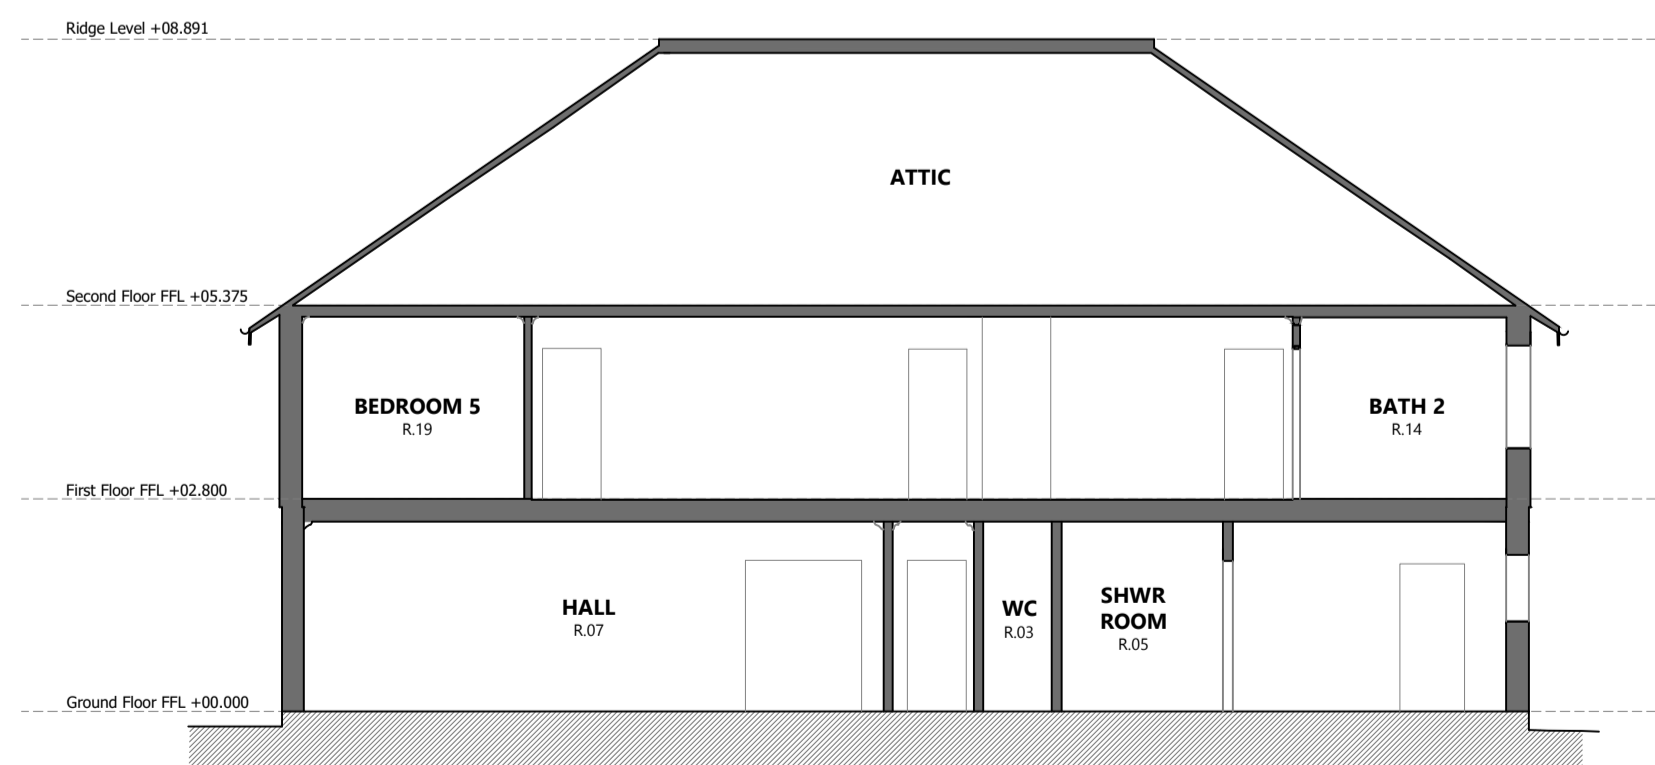 Ridge Level +08.891
ATTIC
Second Floor FFL +05.375
BEDROOM 5
R.19
BATH 2
R.14
First Floor FFL +02.800
HALL
R.07
WC
R.03
SHWR
ROOM
R.05
Ground Floor FFL +00.000